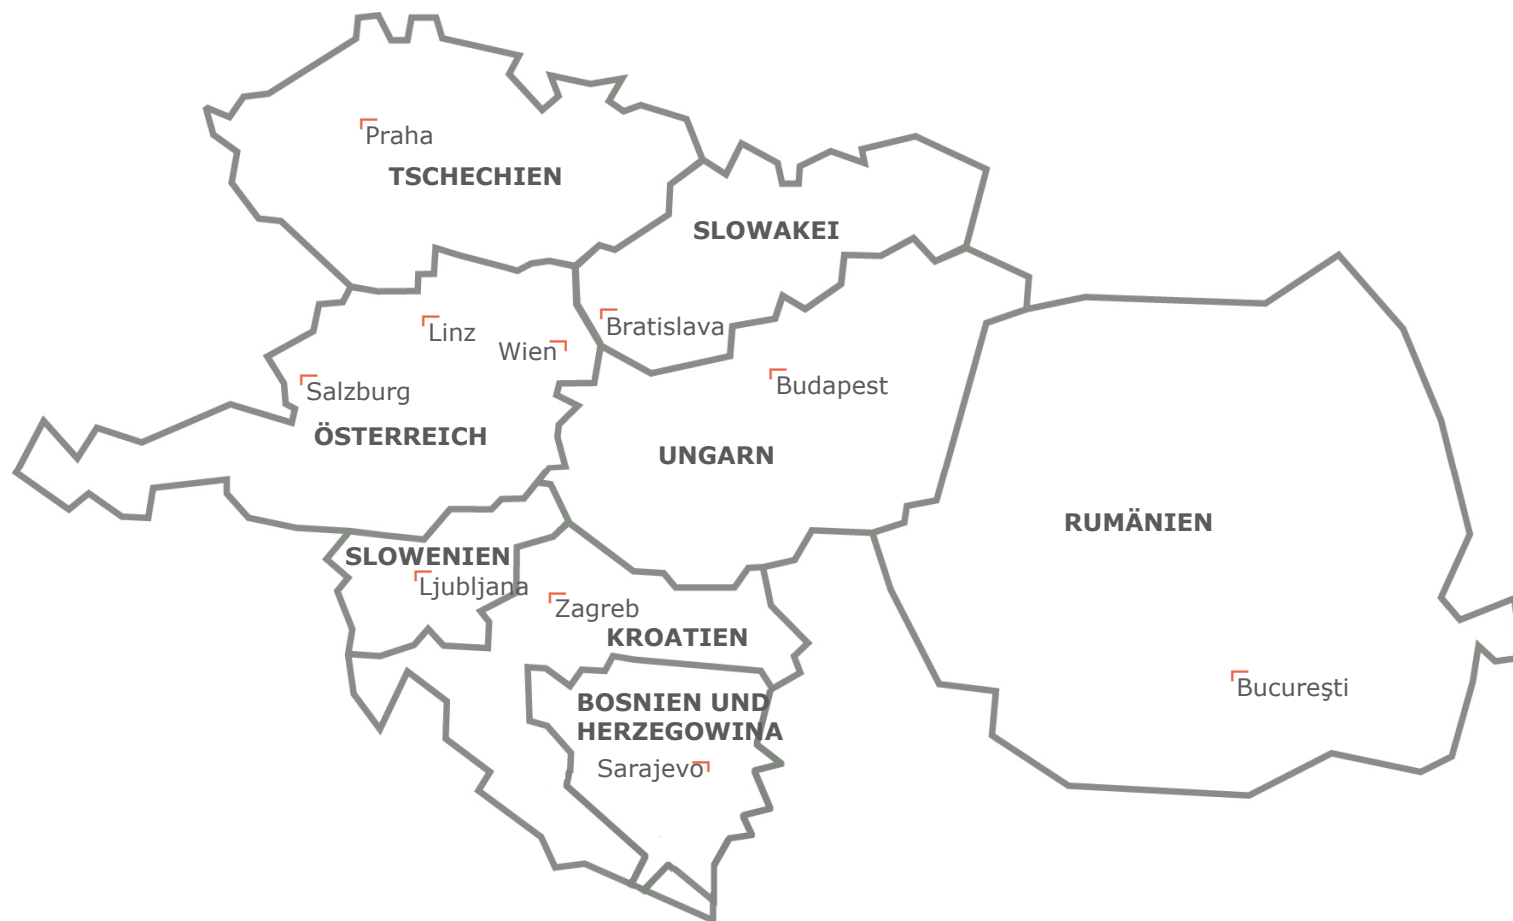 Praha
TSCHECHIEN
SLOWAKEI
Linz
Bratislava
Wien
Salzburg
Budapest
ÖSTERREICH
UNGARN
RUMÄNIEN
SLOWENIEN
Ljubljana
Zagreb
KROATIEN
Bucureşti
BOSNIEN UND
HERZEGOWINA
Sarajevo